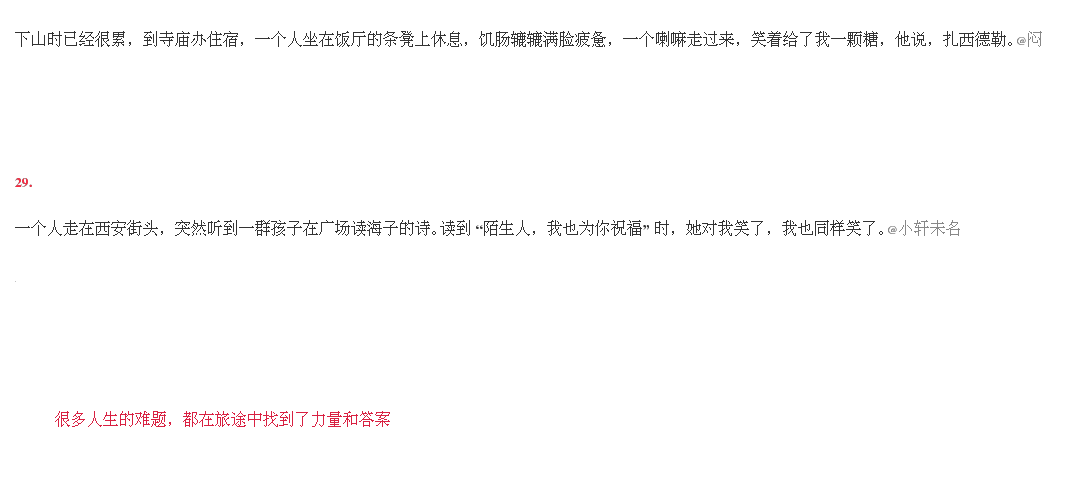 下山时已经很累，到寺庙办住宿，一个人坐在饭厅的条凳上休息，饥肠辘辘满脸疲惫，一个喇嘛走过来，笑着给了我一颗糖，他说，扎西德勒。@闷
29.
一个人走在西安街头，突然听到一群孩子在广场读海子的诗。读到“陌生人，我也为你祝福”时，她对我笑了，我也同样笑了。@小轩未名
很多人生的难题，都在旅途中找到了力量和答案